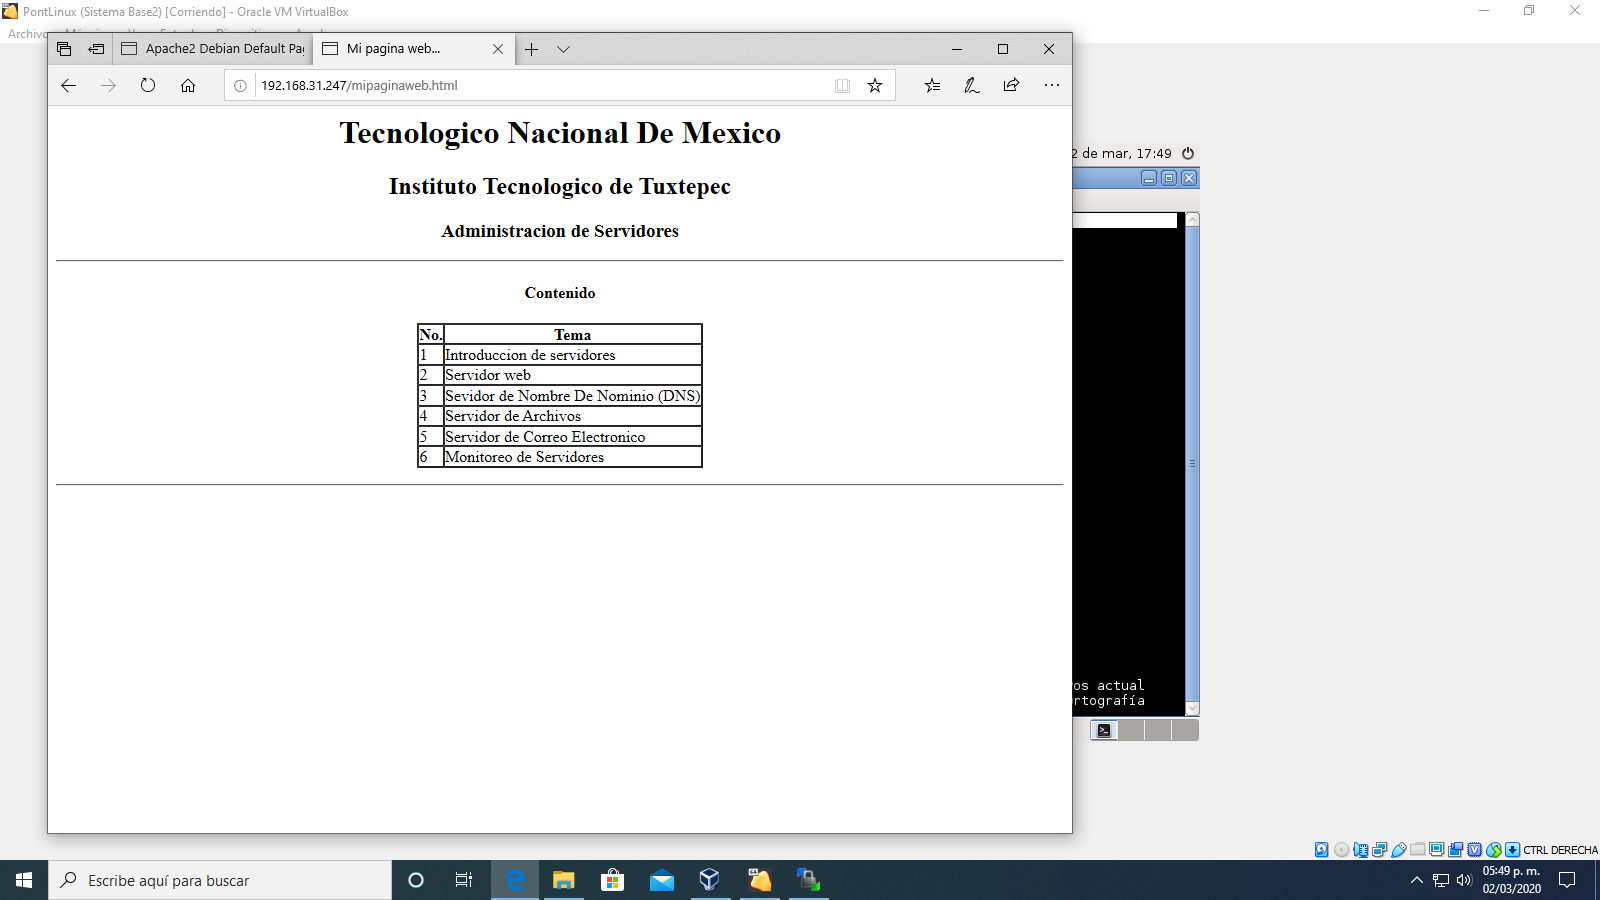 PontLinux (Sistema Base2) [Corriendo] - Oracle VM VirtualBox
Archivo
Apache2 Debian Default Pa
Mi pagina web...
192.168.31.247/mipaginaweb.html
Tecnologico Nacional De Mexico
Instituto Tecnologico de Tuxtepec
Administracion de Servidores
Contenido
No. Tema
1 Introduccion de servidores
2 Servidor web
3 Sevidor de Nombre De Nominio (DNS)
4 Servidor de Archivos
5 Servidor de Correo Electronico
6 Monitoreo de Servidores
2 de mar, 17:49
os actual
rtografía
CTRL DERECHA
Escribe aquí para buscar
05:49 p. m.
02/03/2020